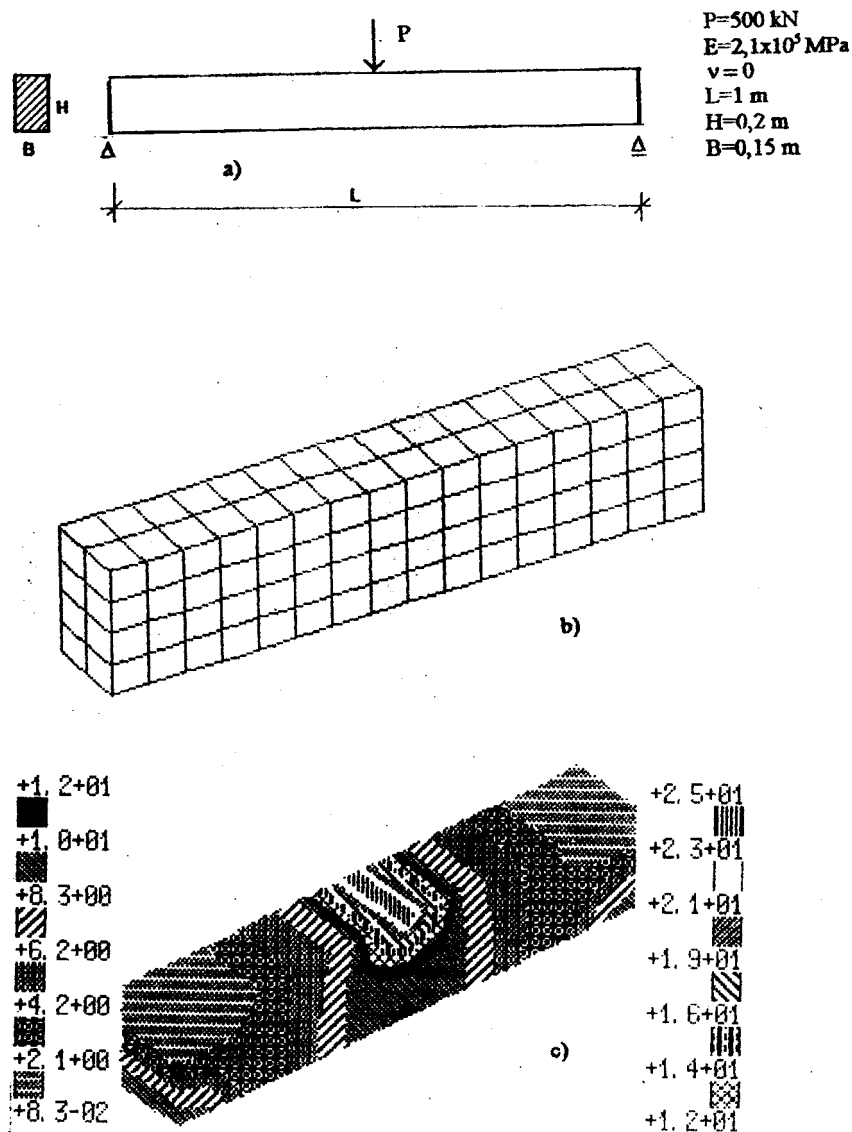 P
P=500 kN
E=2,1x10⁵ MPa
ν = 0
L=1 m
H=0,2 m
B=0,15 m
H
B
a)
L
b)
+1. 2+01
+1. 0+01
+8. 3+00
+6. 2+00
+4. 2+00
+2. 1+00
+8. 3-02
c)
+2. 5+01
+2. 3+01
+2. 1+01
+1. 9+01
+1. 6+01
+1. 4+01
+1. 2+01